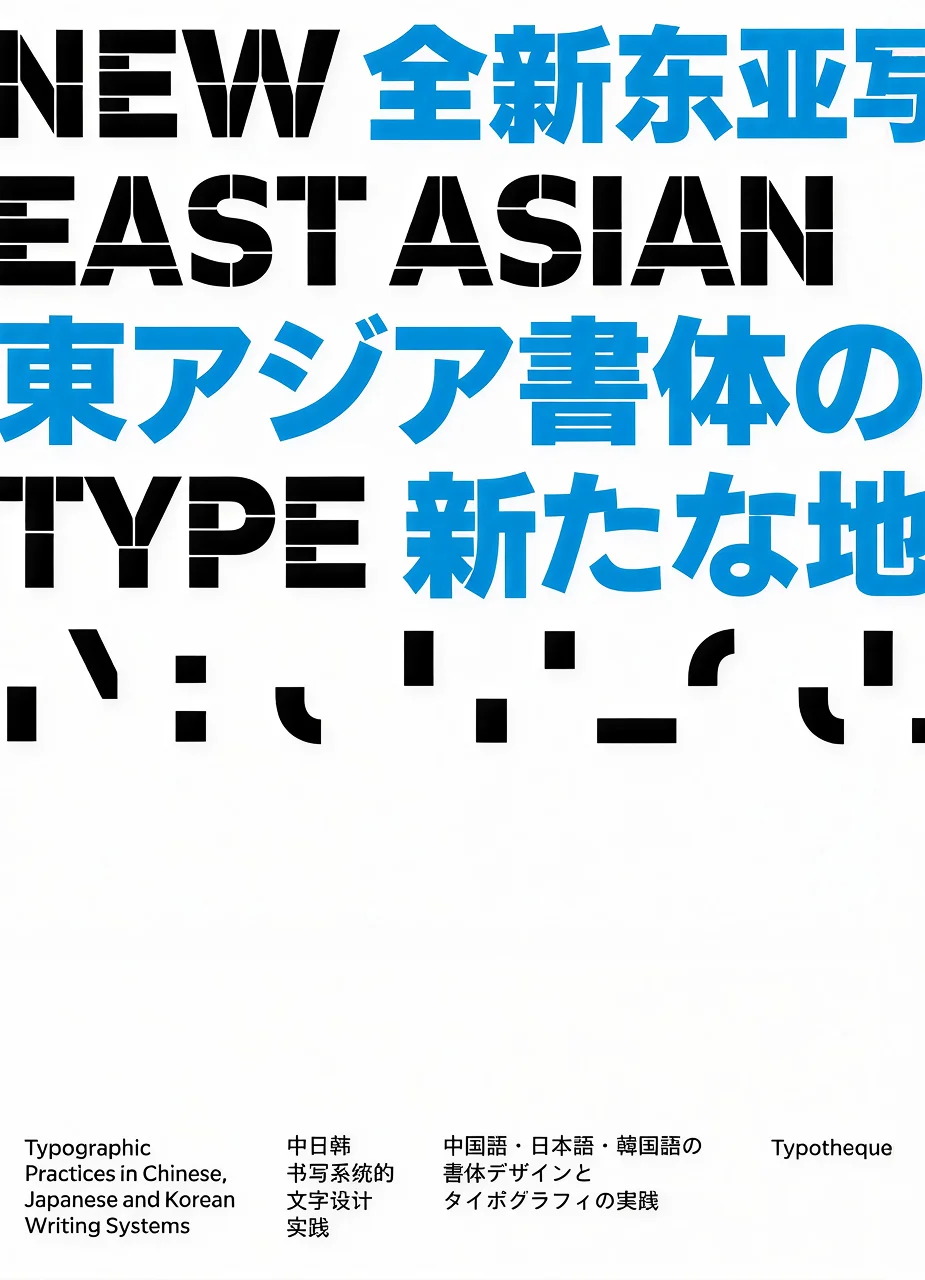 NEW 全新东亚写
EAST ASIAN
東アジア書体の
TYPE 新たな地
Typographic
Practices in Chinese,
Japanese and Korean
Writing Systems
中日韩
书写系统的
文字设计
实践
中国語・日本語・韓国語の
書体デザインと
タイポグラフィの実践
Typotheque